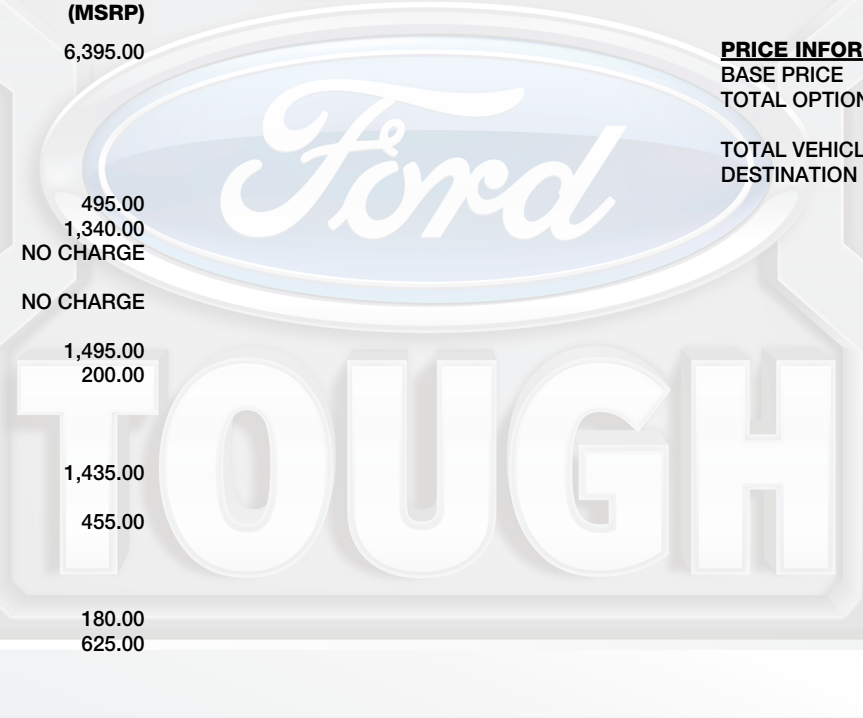 (MSRP)
6,395.00
495.00
1,340.00
NO CHARGE
NO CHARGE
1,495.00
200.00
1,435.00
455.00
180.00
625.00
PRICE INFOR
BASE PRICE
TOTAL OPTION
TOTAL VEHICL
DESTINATION
Ford
TOUGH